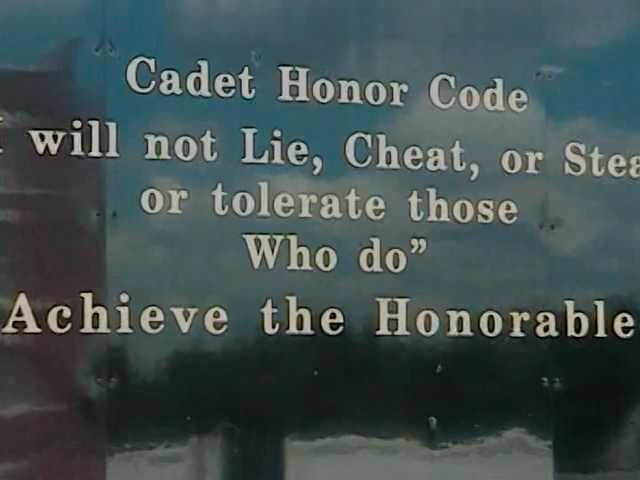 Cadet Honor Code
I will not Lie, Cheat, or Stea
or tolerate those
Who do”
Achieve the Honorable